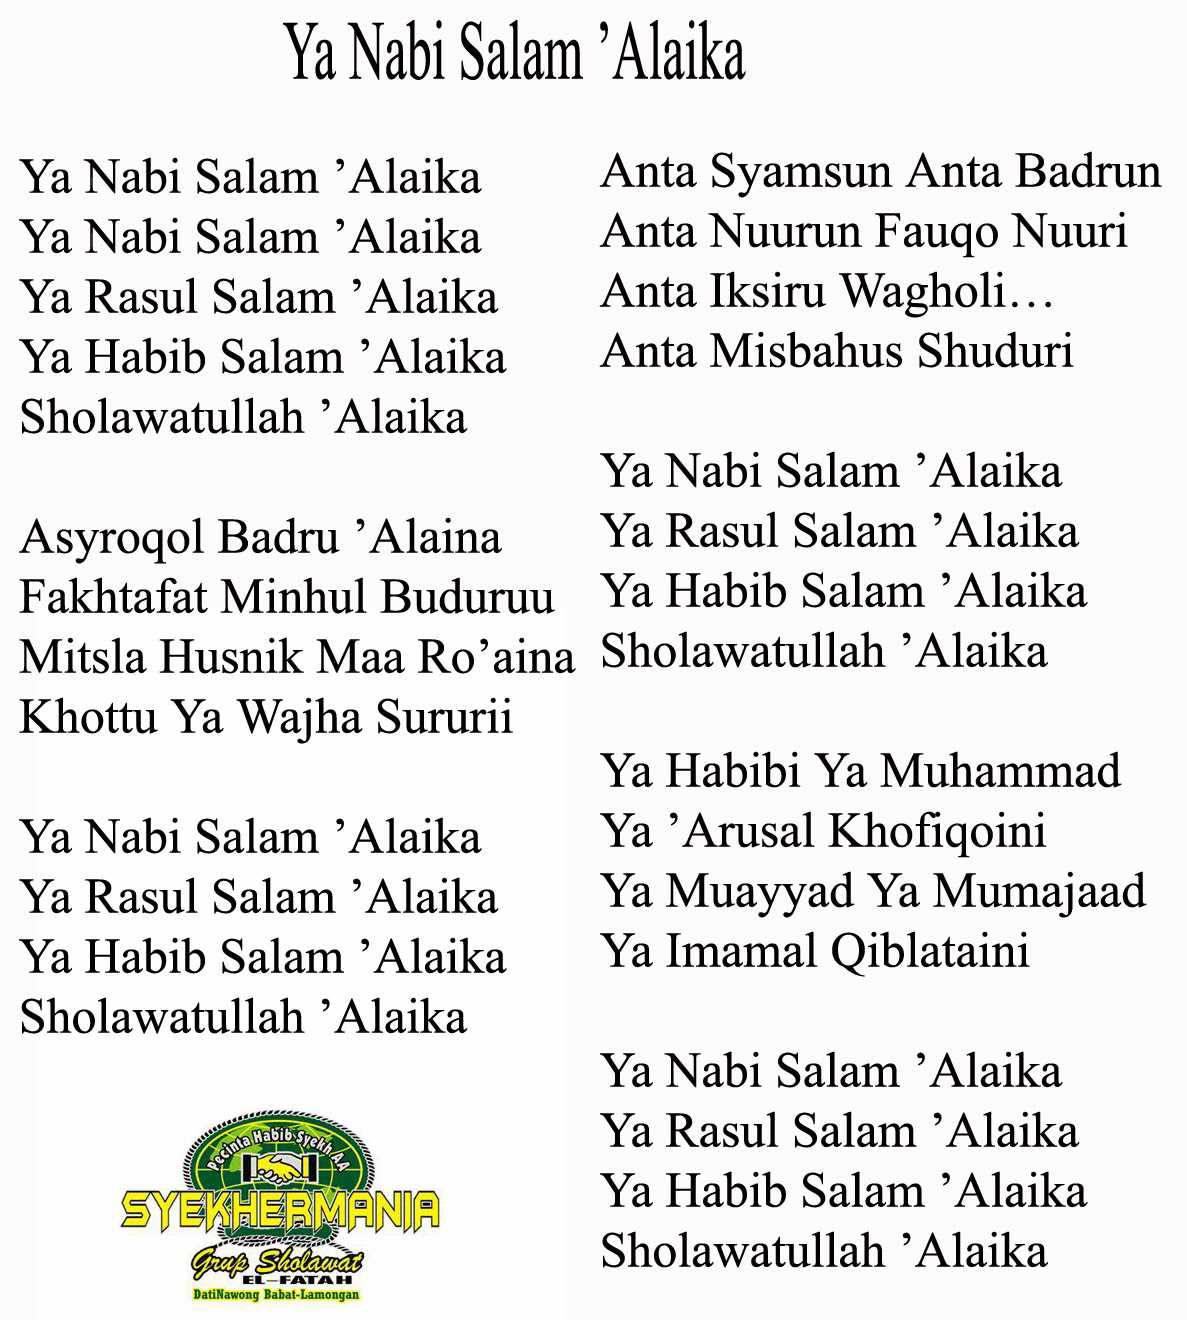 Ya Nabi Salam ’Alaika
Ya Nabi Salam ’Alaika
Ya Nabi Salam ’Alaika
Ya Rasul Salam ’Alaika
Ya Habib Salam ’Alaika
Sholawatullah ’Alaika
Asyroqol Badru ’Alaina
Fakhtafat Minhul Buduruu
Mitsla Husnik Maa Ro’aina
Khottu Ya Wajha Sururii
Ya Nabi Salam ’Alaika
Ya Rasul Salam ’Alaika
Ya Habib Salam ’Alaika
Sholawatullah ’Alaika
Pecinta Habib Syekh AA
SYEKHERMANIA
Grup Sholawat
EL-FATAH
DatiNawong Babat-Lamongan
Anta Syamsun Anta Badrun
Anta Nuurun Fauqo Nuuri
Anta Iksiru Wagholi…
Anta Misbahus Shuduri
Ya Nabi Salam ’Alaika
Ya Rasul Salam ’Alaika
Ya Habib Salam ’Alaika
Sholawatullah ’Alaika
Ya Habibi Ya Muhammad
Ya ’Arusal Khofiqoini
Ya Muayyad Ya Mumajaad
Ya Imamal Qiblataini
Ya Nabi Salam ’Alaika
Ya Rasul Salam ’Alaika
Ya Habib Salam ’Alaika
Sholawatullah ’Alaika